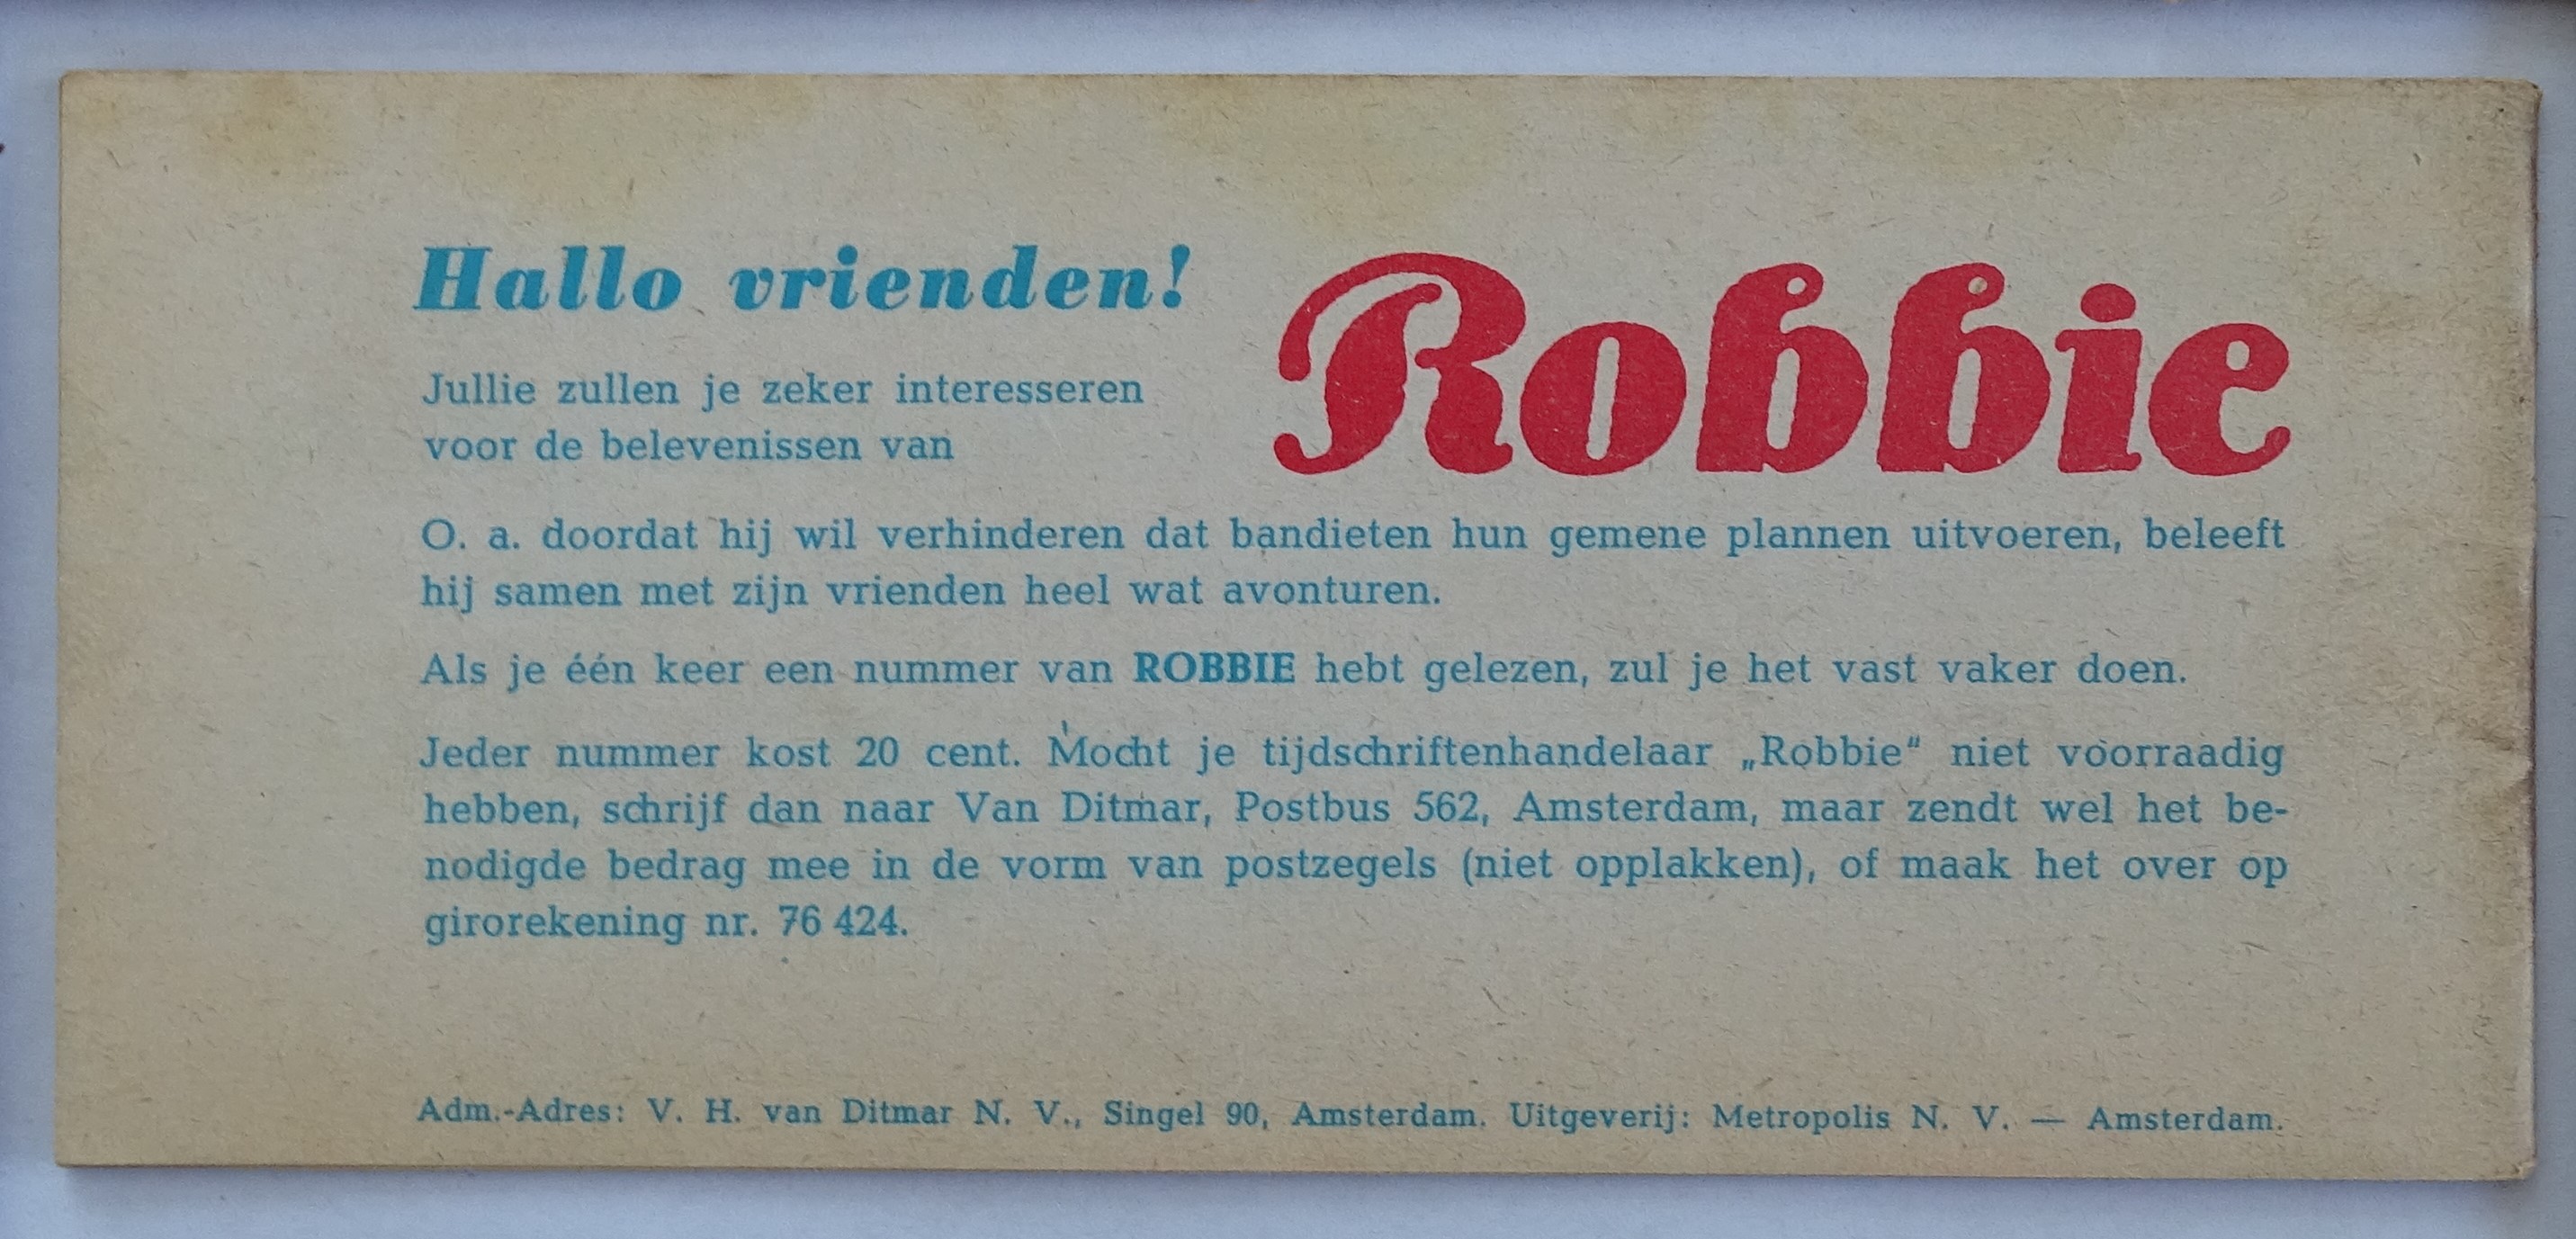 Hallo vrienden!
Jullie zullen je zeker interesseren
voor de belevenissen van
Robbie
O. a. doordat hij wil verhinderen dat bandieten hun gemene plannen uitvoeren, beleeft
hij samen met zijn vrienden heel wat avonturen.
Als je één keer een nummer van ROBBIE hebt gelezen, zul je het vast vaker doen.
Jeder nummer kost 20 cent. Mocht je tijdschriftenhandelaar „Robbie“ niet voorraadig
hebben, schrijf dan naar Van Ditmar, Postbus 562, Amsterdam, maar zendt wel het be-
nodigde bedrag mee in de vorm van postzegels (niet opplakken), of maak het over op
girorekening nr. 76 424.
Adm.-Adres: V. H. van Ditmar N. V., Singel 90, Amsterdam. Uitgeverij: Metropolis N. V. — Amsterdam.